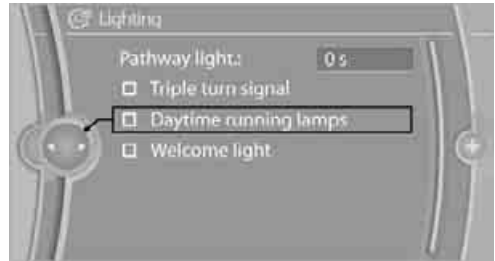 Lighting
Pathway light.: 0 s
Triple turn signal
Daytime running lamps
Welcome light